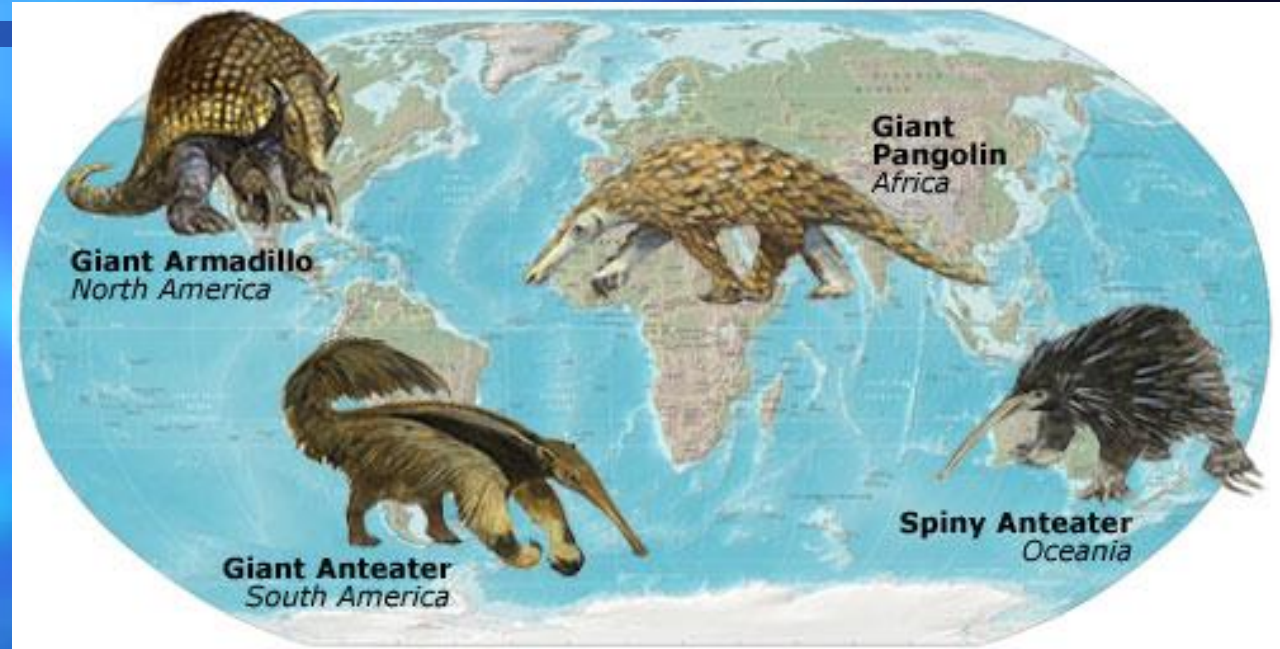 Giant
Pangolin
Africa
Giant Armadillo
North America
Spiny Anteater
Oceania
Giant Anteater
South America